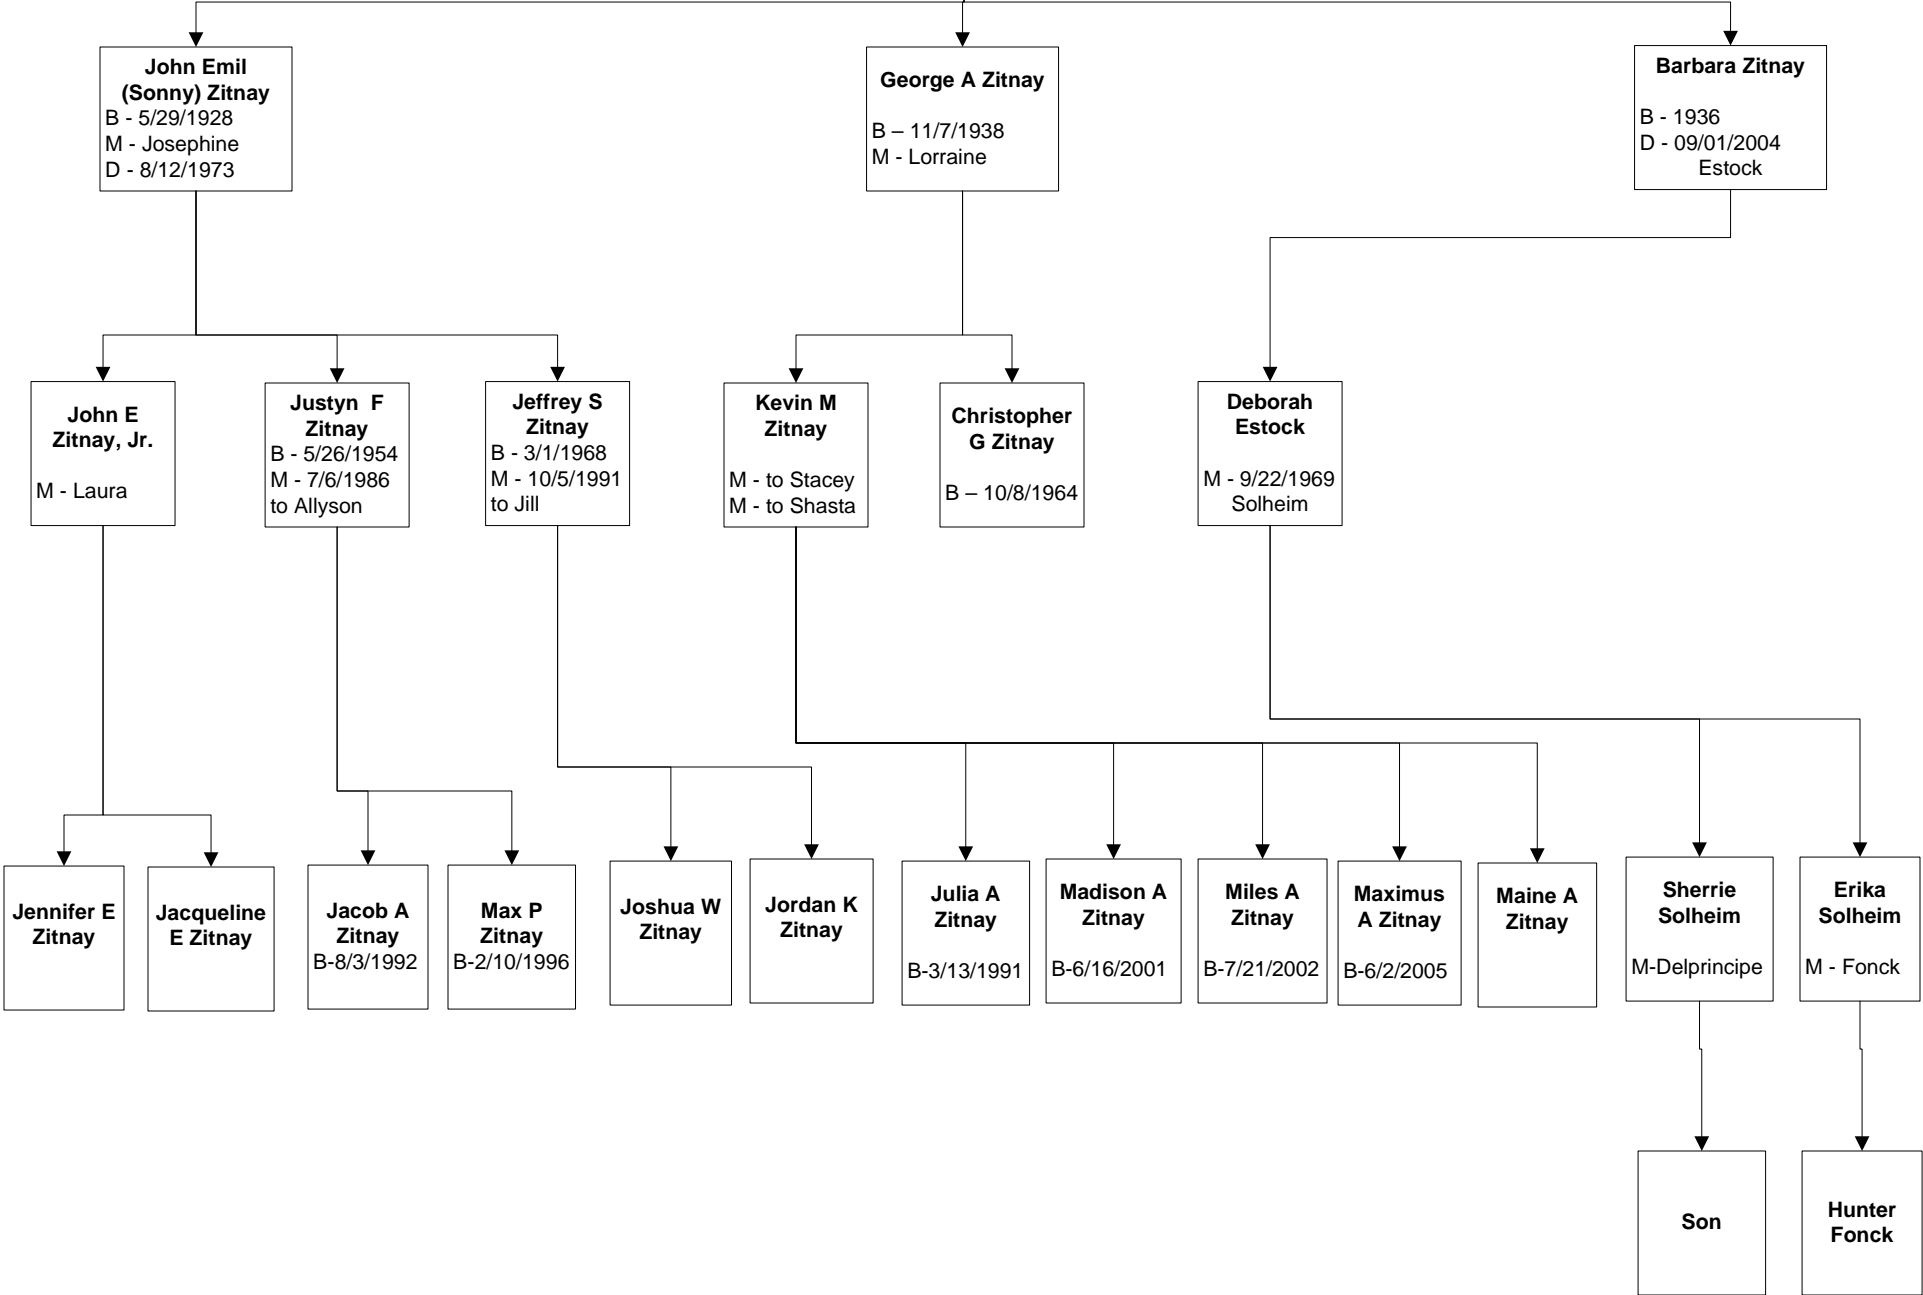 John Emil
(Sonny) Zitnay
B - 5/29/1928
M - Josephine
D - 8/12/1973
George A Zitnay
B – 11/7/1938
M - Lorraine
Barbara Zitnay
B - 1936
D - 09/01/2004
Estock
John E
Zitnay, Jr.
M - Laura
Justyn  F
Zitnay
B - 5/26/1954
M - 7/6/1986
to Allyson
Jeffrey S
Zitnay
B - 3/1/1968
M - 10/5/1991
to Jill
Kevin M
Zitnay
M - to Stacey
M - to Shasta
Christopher
G Zitnay
B – 10/8/1964
Deborah
Estock
M - 9/22/1969
Solheim
Jennifer E
Zitnay
Jacqueline
E Zitnay
Jacob A
Zitnay
B-8/3/1992
Max P
Zitnay
B-2/10/1996
Joshua W
Zitnay
Jordan K
Zitnay
Julia A
Zitnay
B-3/13/1991
Madison A
Zitnay
B-6/16/2001
Miles A
Zitnay
B-7/21/2002
Maximus
A Zitnay
B-6/2/2005
Maine A
Zitnay
Sherrie
Solheim
M-Delprincipe
Erika
Solheim
M - Fonck
Son
Hunter
Fonck